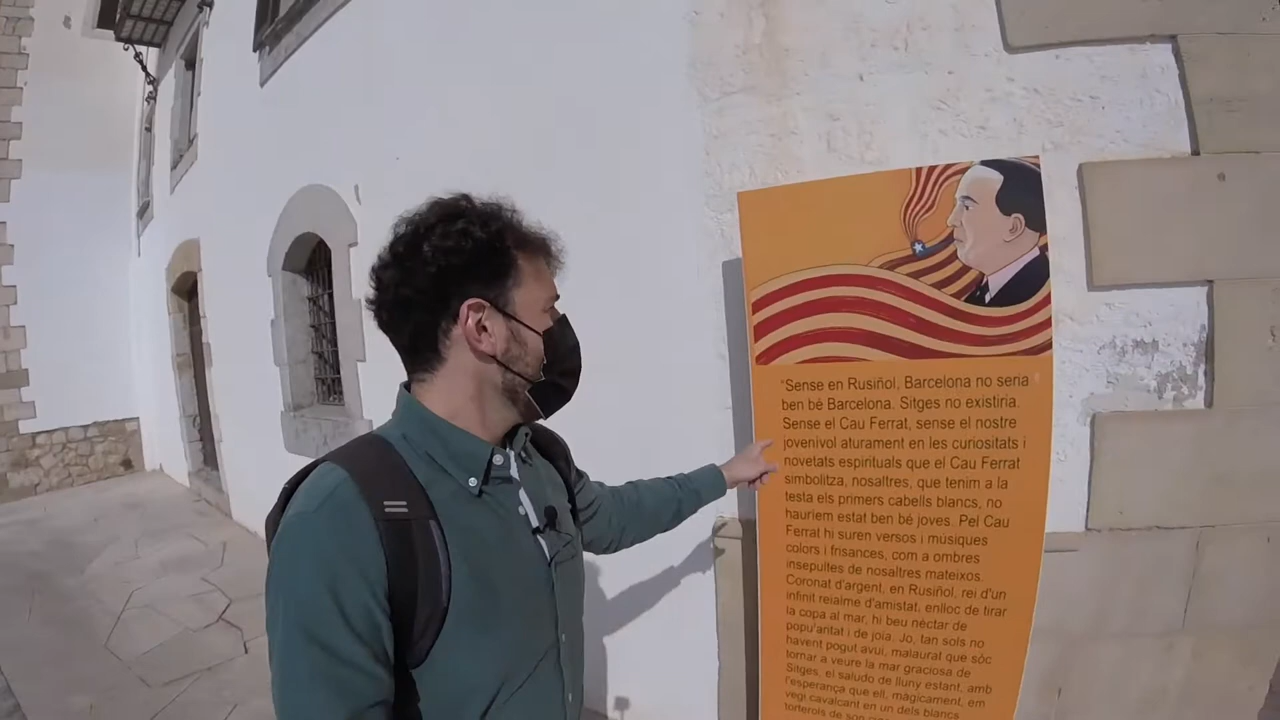 "Sense en Rusiñol, Barcelona no seria
ben bé Barcelona. Sitges no existiria.
Sense el Cau Ferrat, sense el nostre
jovenívol aturament en les curiositats i
novetats espirituals que el Cau Ferrat
simbolitza, nosaltres, que tenim a la
testa els primers cabells blancs, no
hauríem estat ben bé joves. Pel Cau
Ferrat hi suren versos i músiques
colors i frisances, com a ombres
insepultes de nosaltres mateixos.
Coronat d'argent, en Rusiñol, rei d'un
infinit reialme d'amistat, enlloc de tirar
la copa al mar, hi beu nèctar de
popu'antat i de joia. Jo, tan sols no
havent pogut avui, malaurat que sóc
tornar a veure la mar graciosa de
Sitges, el saludo de lluny estant, amb
l'esperança que ell, màgicament, em
vegi cavalcant en un dels blancs
torterols de son